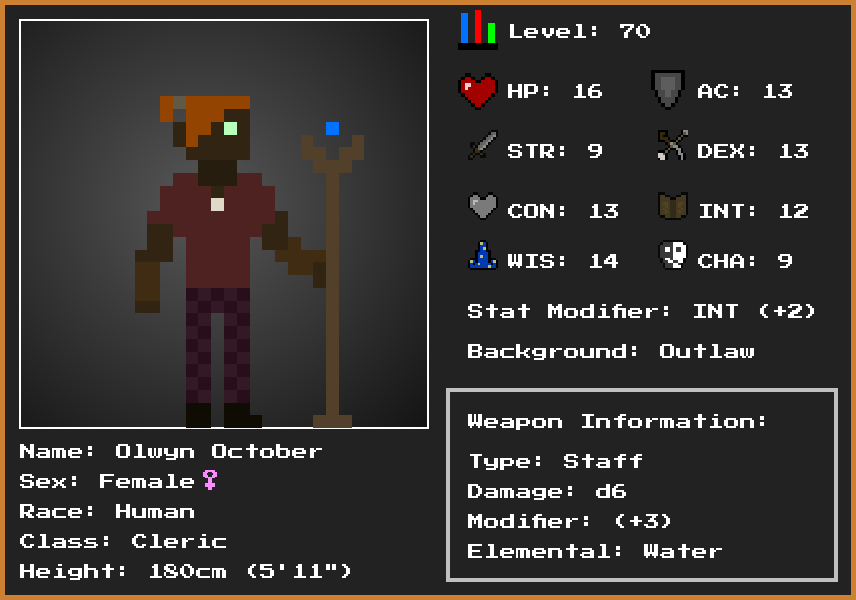 Level: 70
HP: 16 AC: 13
STR: 9 DEX: 13
CON: 13 INT: 12
WIS: 14 CHA: 9
Stat Modifier: INT (+2)
Background: Outlaw
Weapon Information:
Type: Staff
Damage: d6
Modifier: (+3)
Elemental: Water
Name: Olwyn October
Sex: Female♀
Race: Human
Class: Cleric
Height: 180cm (5'11")